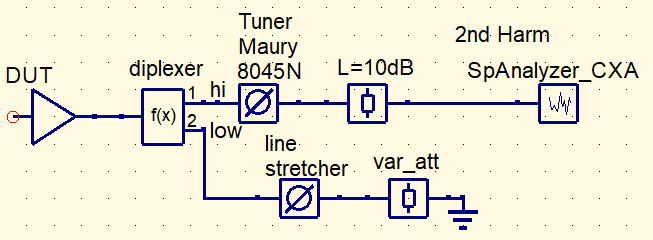 Tuner
Maury
8045N
2nd Harm
DUT
diplexer
1
hi
L=10dB
SpAnalyzer_CXA
f(x)
2
low
line
stretcher
var_att